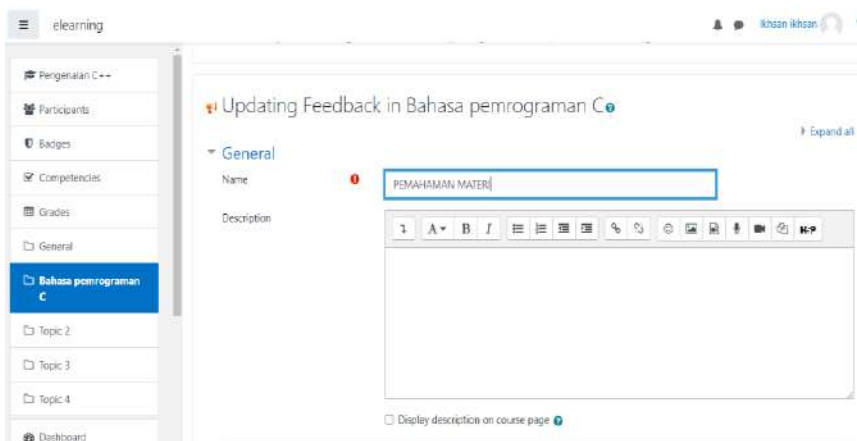 elearning
Ikhsan ikhsan
Pengenalan C++
Participants
Badges
Competencies
Grades
General
Bahasa pemrograman
C
Topic 2
Topic 3
Topic 4
Dashboard
Updating Feedback in Bahasa pemrograman C
Expand all
General
Name
PEMAHAMAN MATERI
Description
A B I H-P
Display description on course page